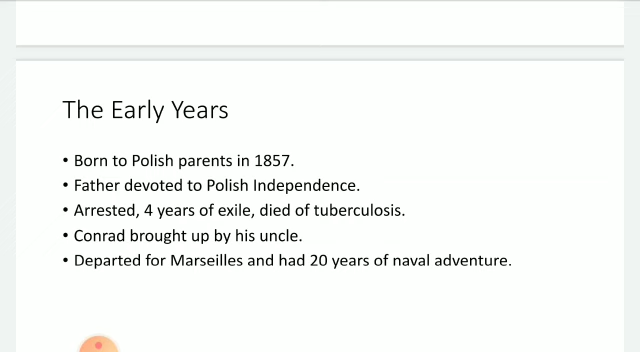 The Early Years
• Born to Polish parents in 1857.
• Father devoted to Polish Independence.
• Arrested, 4 years of exile, died of tuberculosis.
• Conrad brought up by his uncle.
• Departed for Marseilles and had 20 years of naval adventure.